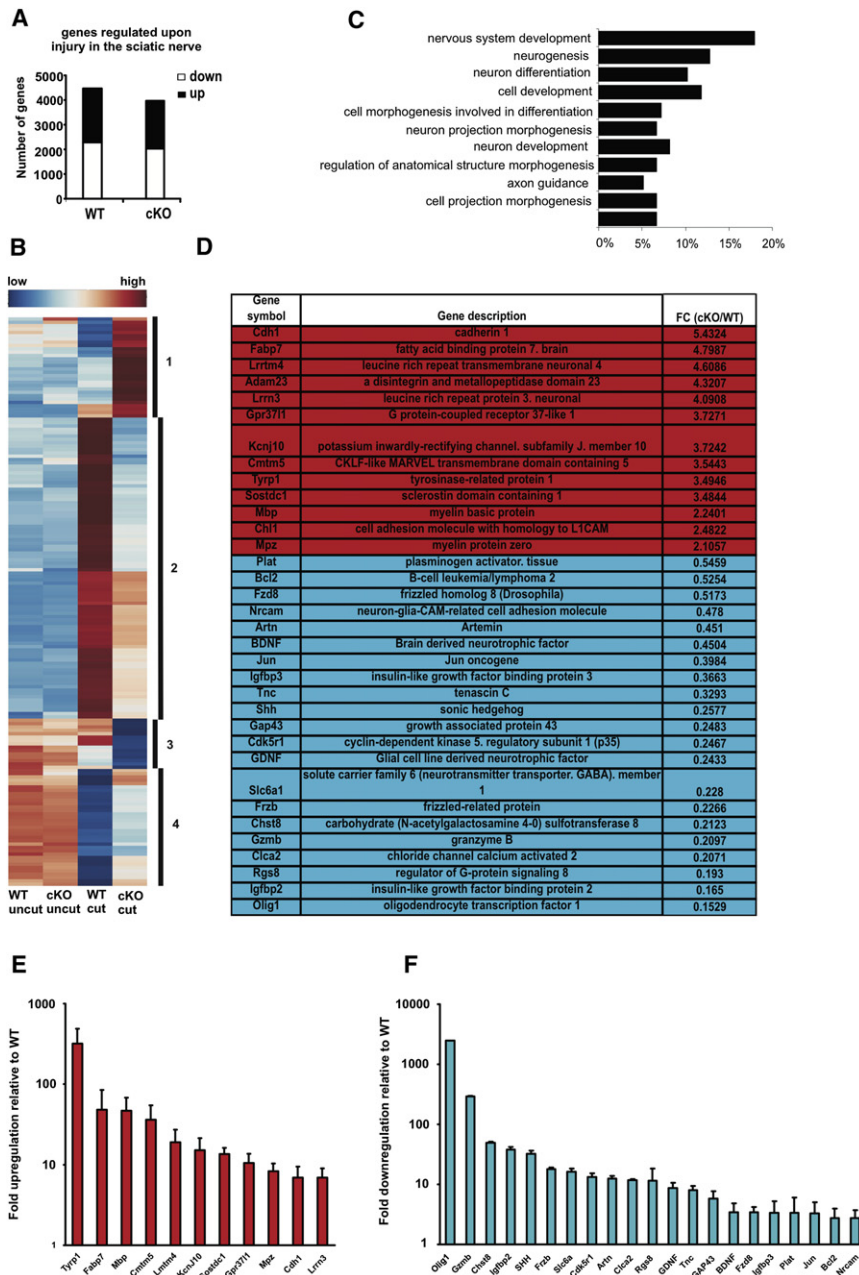 A
genes regulated upon
injury in the sciatic nerve
Number of genes
5000
4000
3000
2000
1000
0
down
up
WT
cKO
C
nervous system development
neurogenesis
neuron differentiation
cell development
cell morphogenesis involved in differentiation
neuron projection morphogenesis
neuron development
regulation of anatomical structure morphogenesis
axon guidance
cell projection morphogenesis
0% 5% 10% 15% 20%
B
low high
1
2
3
4
WT uncut
cKO uncut
WT cut
cKO cut
D
Gene symbol Gene description FC (cKO/WT)
Cdh1 cadherin 1 5.4324
Fabp7 fatty acid binding protein 7. brain 4.7987
Lrrtm4 leucine rich repeat transmembrane neuronal 4 4.6086
Adam23 a disintegrin and metallopeptidase domain 23 4.3207
Lrrn3 leucine rich repeat protein 3. neuronal 4.0908
Gpr37l1 G protein-coupled receptor 37-like 1 3.7271
Kcnj10 potassium inwardly-rectifying channel. subfamily J. member 10 3.7242
Cmtm5 CKLF-like MARVEL transmembrane domain containing 5 3.5443
Tyrp1 tyrosinase-related protein 1 3.4946
Sostdc1 sclerostin domain containing 1 3.4844
Mbp myelin basic protein 2.2401
Chl1 cell adhesion molecule with homology to L1CAM 2.4822
Mpz myelin protein zero 2.1057
Plat plasminogen activator. tissue 0.5459
Bcl2 B-cell leukemia/lymphoma 2 0.5254
Fzd8 frizzled homolog 8 (Drosophila) 0.5173
Nrcam neuron-glia-CAM-related cell adhesion molecule 0.478
Artn Artemin 0.451
BDNF Brain derived neurotrophic factor 0.4504
Jun Jun oncogene 0.3984
Igfbp3 insulin-like growth factor binding protein 3 0.3663
Tnc tenascin C 0.3293
Shh sonic hedgehog 0.2577
Gap43 growth associated protein 43 0.2483
Cdk5r1 cyclin-dependent kinase 5. regulatory subunit 1 (p35) 0.2467
GDNF Glial cell line derived neurotrophic factor 0.2433
Slc6a1 solute carrier family 6 (neurotransmitter transporter. GABA). member 1 0.228
Frzb frizzled-related protein 0.2266
Chst8 carbohydrate (N-acetylgalactosamine 4-0) sulfotransferase 8 0.2123
Gzmb granzyme B 0.2097
Clca2 chloride channel calcium activated 2 0.2071
Rgs8 regulator of G-protein signaling 8 0.193
Igfbp2 insulin-like growth factor binding protein 2 0.165
Olig1 oligodendrocyte transcription factor 1 0.1529
E
Fold upregulation relative to WT
1000
100
10
1
Tyrp1 Fabp7 Mbp Cmtm5 Lrntm4 KcnJ10 Sostdc1 Gpr37l1 Mpz Cdh1 Lrrn3
F
Fold downregulation relative to WT
10000
1000
100
10
1
Olig1 Gzmb Chst8 Igfbp2 SHH Frzb Slc6a Cdk5r1 Artn Clca2 Rgs8 GDNF Tnc GAP43 BDNF Fzd8 Igfbp3 Plat Jun Bcl2 Nrcam